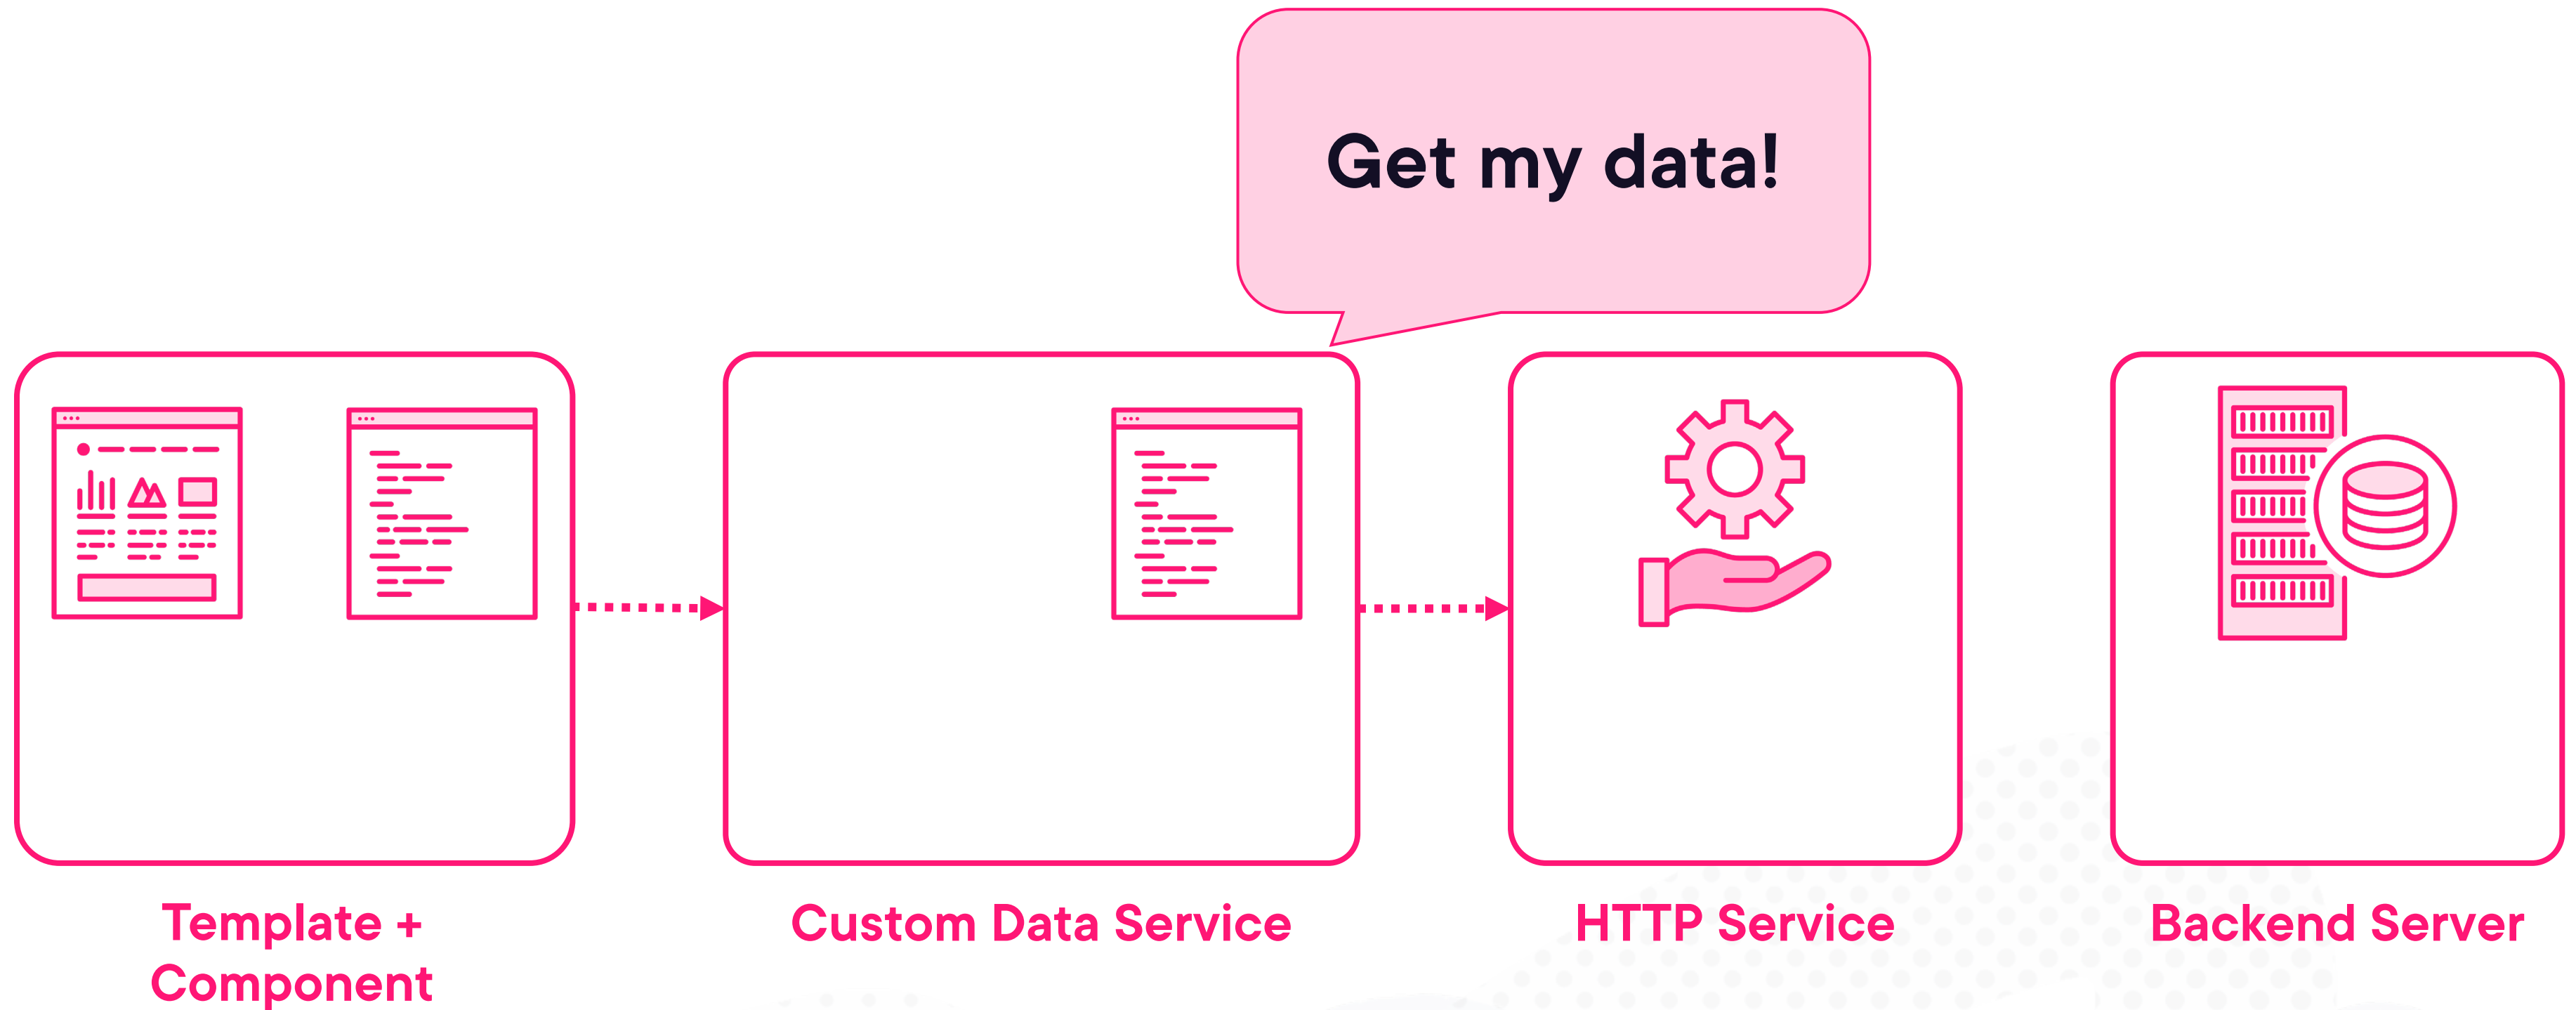 Get my data!
Template +
Component
Custom Data Service
HTTP Service
Backend Server